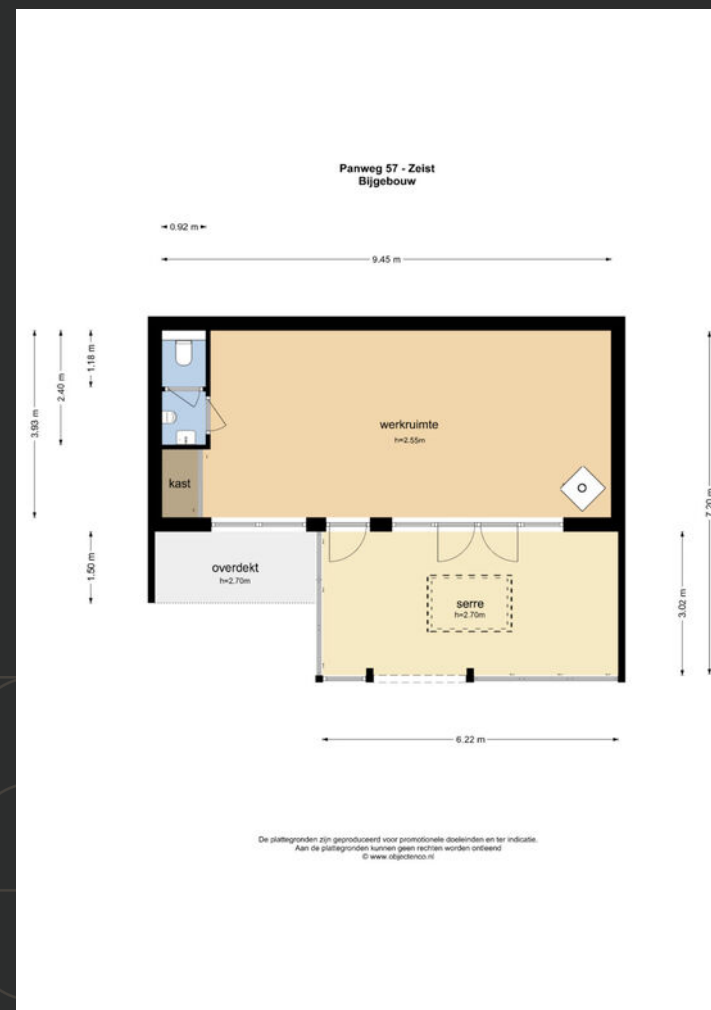 Panweg 57 - Zeist
Bijgebouw
0.92 m
9.45 m
3.93 m
2.40 m
1.18 m
1.50 m
7.20 m
3.02 m
werkruimte
h=2.55m
kast
overdekt
h=2.70m
serre
h=2.70m
6.22 m
De plattegronden zijn geproduceerd voor promotionele doeleinden en ter indicatie.
Aan de plattegronden kunnen geen rechten worden ontleend
© www.objectenco.nl